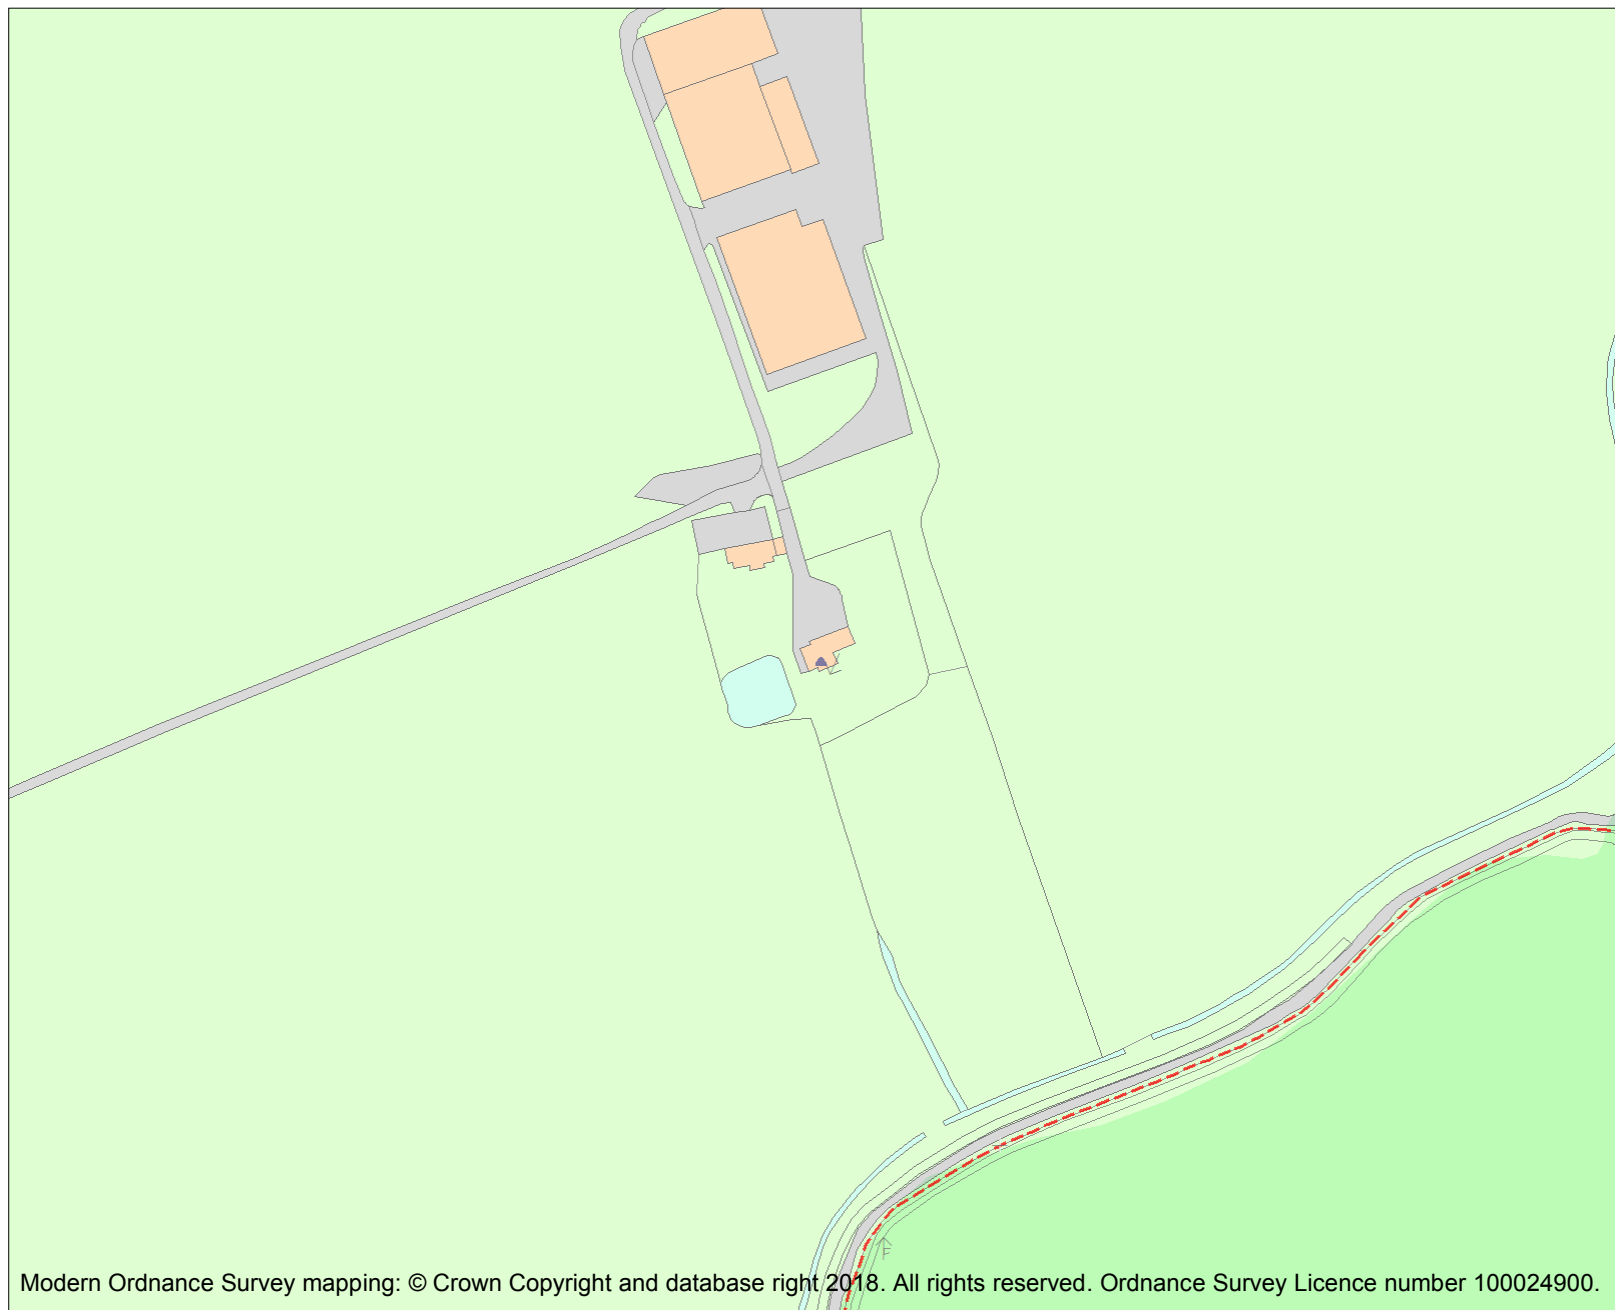 Modern Ordnance Survey mapping: © Crown Copyright and database right 2018. All rights reserved. Ordnance Survey Licence number 100024900.